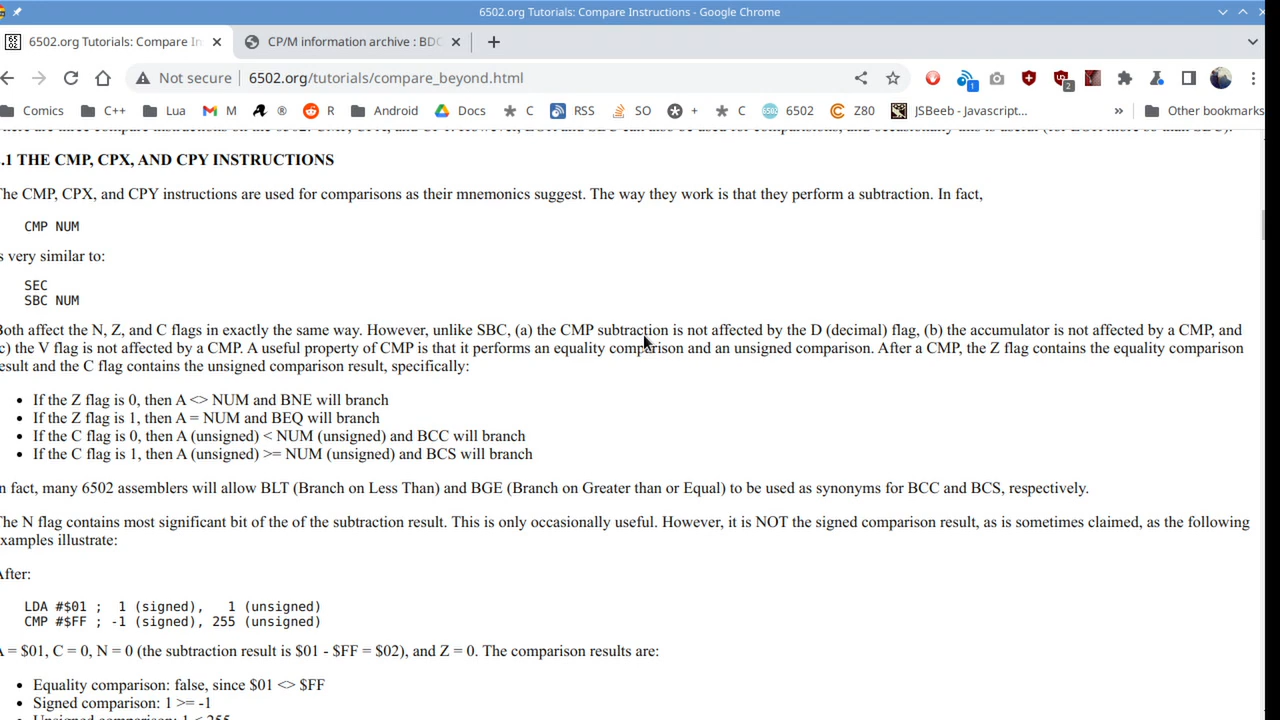 6502.org Tutorials: Compare Instructions - Google Chrome
6502.org Tutorials: Compare In
CP/M information archive : BDC
Not secure
6502.org/tutorials/compare_beyond.html
1
2
Comics
C++
Lua
M
®
R
Android
Docs
C
RSS
SO
+
C
6502
Z80
JSBeeb - Javascript...
»
Other bookmarks
.1 THE CMP, CPX, AND CPY INSTRUCTIONS
The CMP, CPX, and CPY instructions are used for comparisons as their mnemonics suggest. The way they work is that they perform a subtraction. In fact,
CMP NUM
s very similar to:
SEC
SBC NUM
Both affect the N, Z, and C flags in exactly the same way. However, unlike SBC, (a) the CMP subtraction is not affected by the D (decimal) flag, (b) the accumulator is not affected by a CMP, and
c) the V flag is not affected by a CMP. A useful property of CMP is that it performs an equality comparison and an unsigned comparison. After a CMP, the Z flag contains the equality comparison
esult and the C flag contains the unsigned comparison result, specifically:
• If the Z flag is 0, then A <> NUM and BNE will branch
• If the Z flag is 1, then A = NUM and BEQ will branch
• If the C flag is 0, then A (unsigned) < NUM (unsigned) and BCC will branch
• If the C flag is 1, then A (unsigned) >= NUM (unsigned) and BCS will branch
n fact, many 6502 assemblers will allow BLT (Branch on Less Than) and BGE (Branch on Greater than or Equal) to be used as synonyms for BCC and BCS, respectively.
The N flag contains most significant bit of the of the subtraction result. This is only occasionally useful. However, it is NOT the signed comparison result, as is sometimes claimed, as the following
xamples illustrate:
After:
LDA #$01 ;  1 (signed),   1 (unsigned)
CMP #$FF ; -1 (signed), 255 (unsigned)
A = $01, C = 0, N = 0 (the subtraction result is $01 - $FF = $02), and Z = 0. The comparison results are:
• Equality comparison: false, since $01 <> $FF
• Signed comparison: 1 >= -1
• Unsigned comparison: 1 < 255